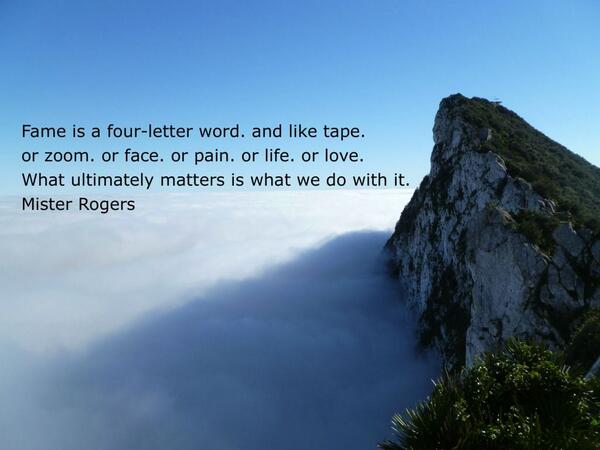 Fame is a four-letter word. and like tape.
or zoom. or face. or pain. or life. or love.
What ultimately matters is what we do with it.
Mister Rogers